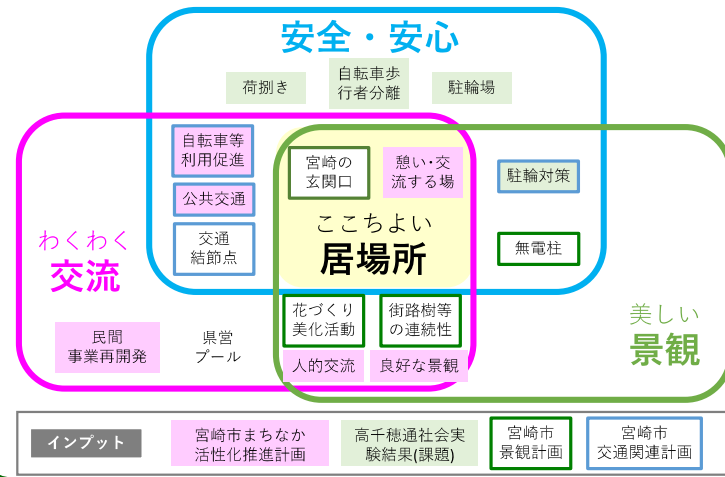 安全・安心
荷捌き
自転車歩
行者分離
駐輪場
自転車等
利用促進
宮崎の
玄関口
憩い・交
流する場
駐輪対策
公共交通
ここちよい
居場所
交通
結節点
無電柱
わくわく
交流
花づくり
美化活動
街路樹等
の連続性
美しい
景観
民間
事業再開発
県営
プール
人的交流
良好な景観
インプット
宮崎市まちなか
活性化推進計画
高千穂通社会実
験結果(課題)
宮崎市
景観計画
宮崎市
交通関連計画